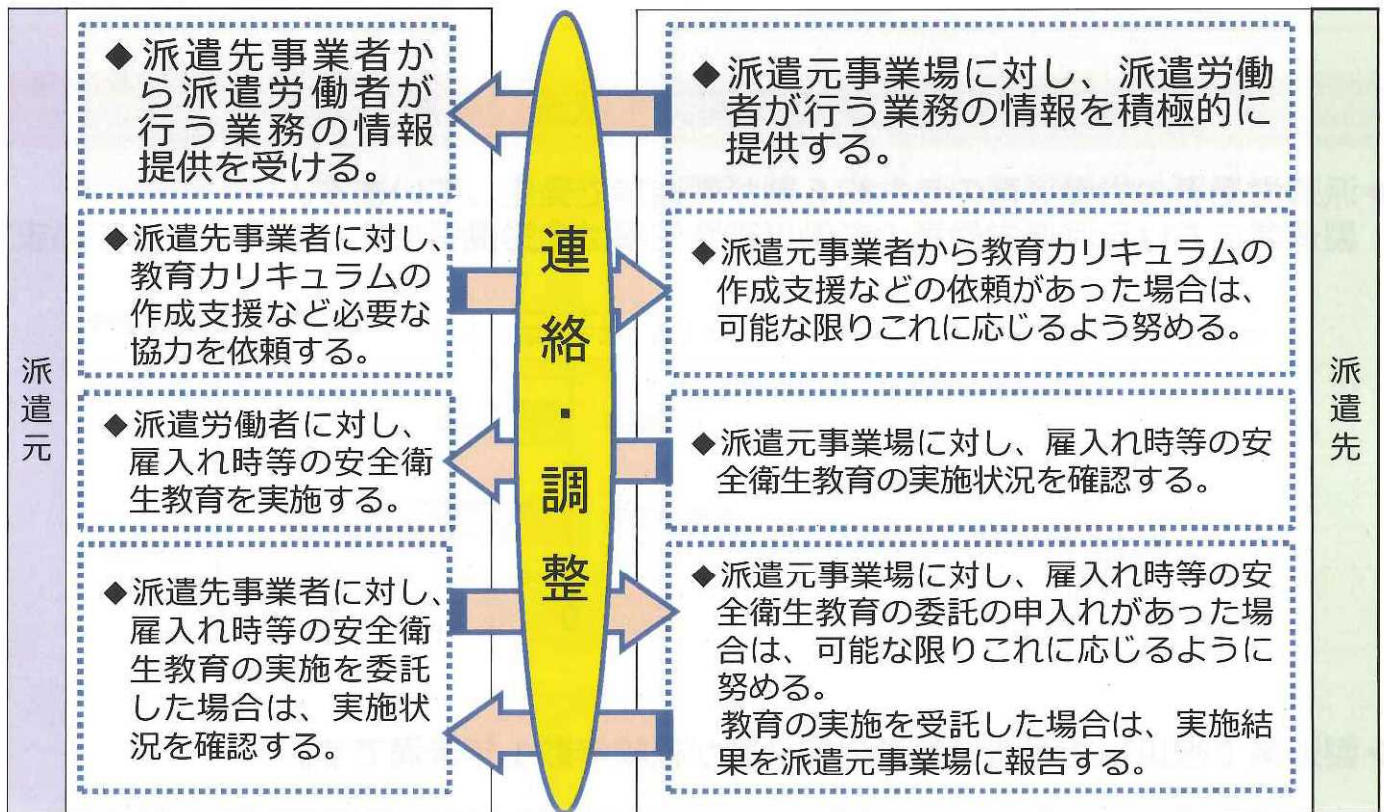 派遣元
◆派遣先事業者か
ら派遣労働者が
行う業務の情報
提供を受ける。
◆派遣先事業者に対し、
教育カリキュラムの
作成支援など必要な
協力を依頼する。
◆派遣労働者に対し、
雇入れ時等の安全衛
生教育を実施する。
◆派遣先事業者に対し、
雇入れ時等の安全衛
生教育の実施を委託
した場合は、実施状
況を確認する。
連絡・調整
◆派遣元事業場に対し、派遣労働
者が行う業務の情報を積極的に
提供する。
◆派遣元事業者から教育カリキュラムの
作成支援などの依頼があった場合は、
可能な限りこれに応じるよう努める。
◆派遣元事業場に対し、雇入れ時等の安
全衛生教育の実施状況を確認する。
◆派遣元事業場に対し、雇入れ時等の安
全衛生教育の委託の申入れがあった場
合は、可能な限りこれに応じるように
努める。
教育の実施を受託した場合は、実施結
果を派遣元事業場に報告する。
派遣先